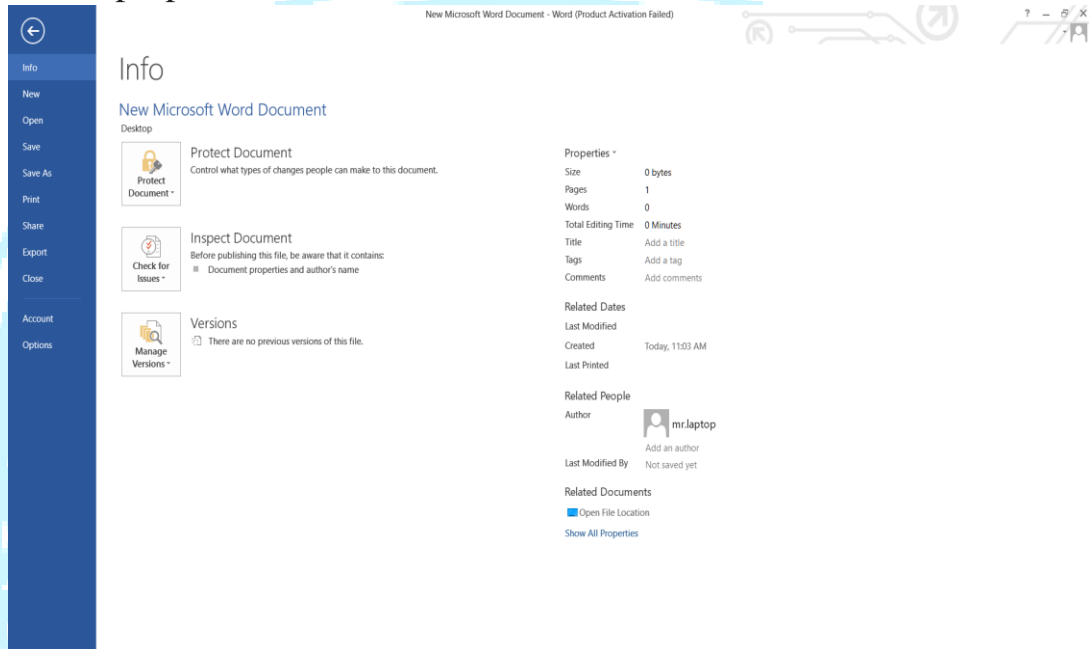 New Microsoft Word Document - Word (Product Activation Failed)
?
Info
New
Open
Save
Save As
Print
Share
Export
Close
Account
Options
Info
New Microsoft Word Document
Desktop
Protect Document
Protect Document
Control what types of changes people can make to this document.
Check for Issues
Inspect Document
Before publishing this file, be aware that it contains:
Document properties and author's name
Manage Versions
Versions
There are no previous versions of this file.
Properties
Size 0 bytes
Pages 1
Words 0
Total Editing Time 0 Minutes
Title Add a title
Tags Add a tag
Comments Add comments
Related Dates
Last Modified
Created Today, 11:03 AM
Last Printed
Related People
Author mr.laptop
Add an author
Last Modified By Not saved yet
Related Documents
Open File Location
Show All Properties